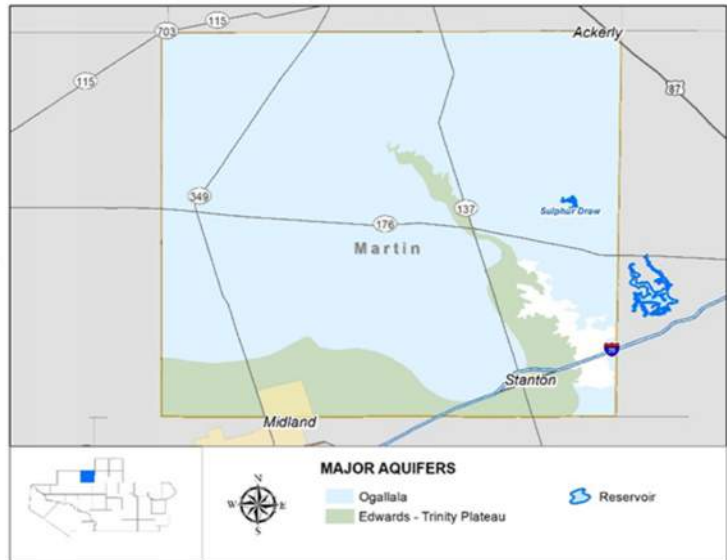 115
703
Ackerly
115
87
349
Sulphur Draw
137
176
Martin
20
Stanton
Midland
MAJOR AQUIFERS
N
W E
S
Ogallala
Edwards - Trinity Plateau
Reservoir